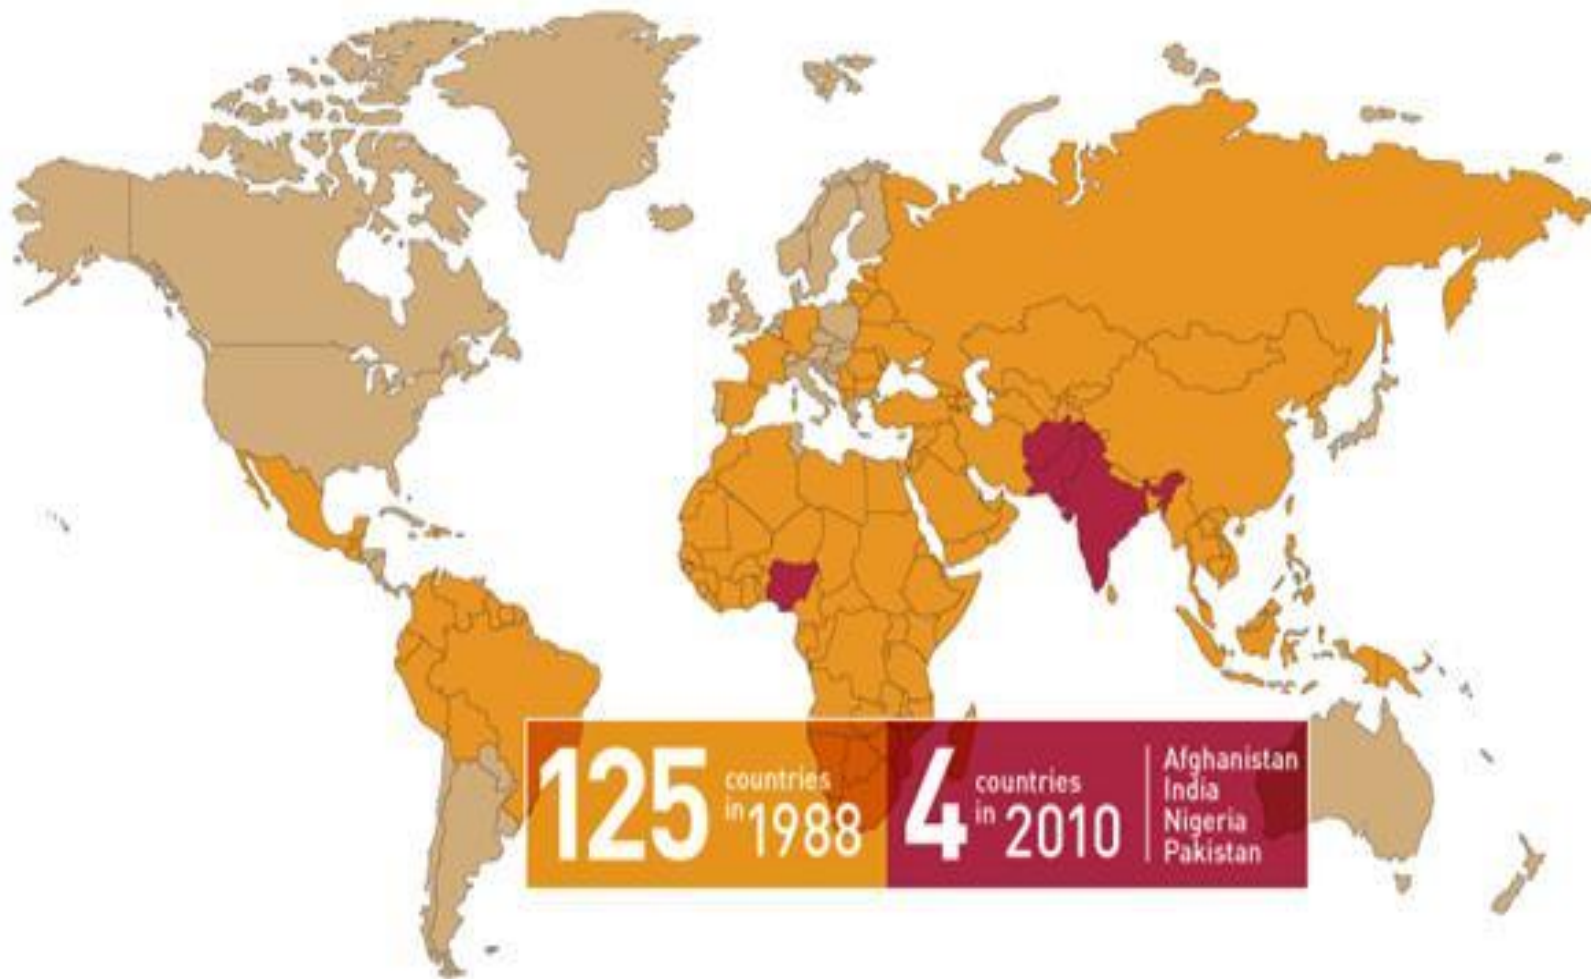 125 countries in 1988
4 countries in 2010
Afghanistan
India
Nigeria
Pakistan